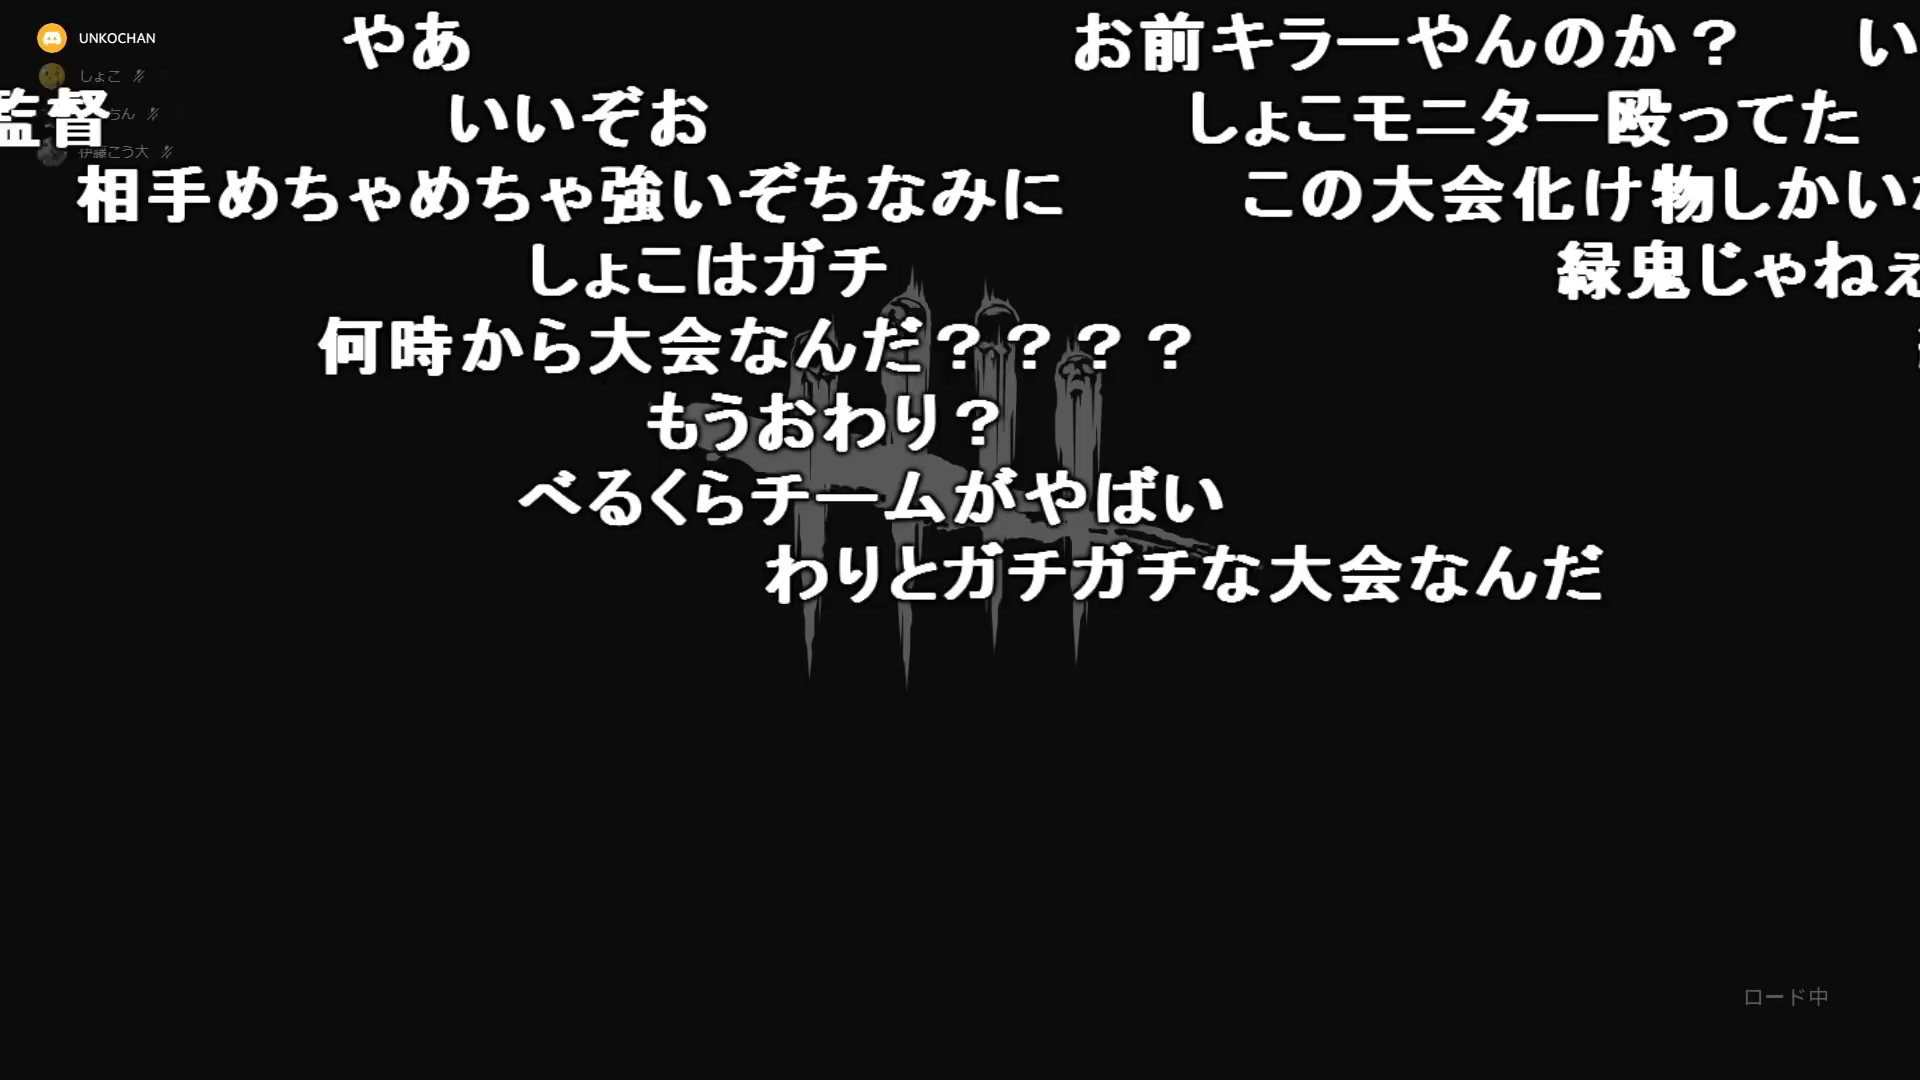 UNKOCHAN
やあ
お前キラーやんのか？
い
しょこ
監督
ちん
いいぞお
しょこモニター殴ってた
伊藤こう大
相手めちゃめちゃ強いぞちなみに
この大会化け物しかいな
しょこはガチ
緑鬼じゃねえ
何時から大会なんだ？？？？
もうおわり？
べるくらチームがやばい
わりとガチガチな大会なんだ
ロード中